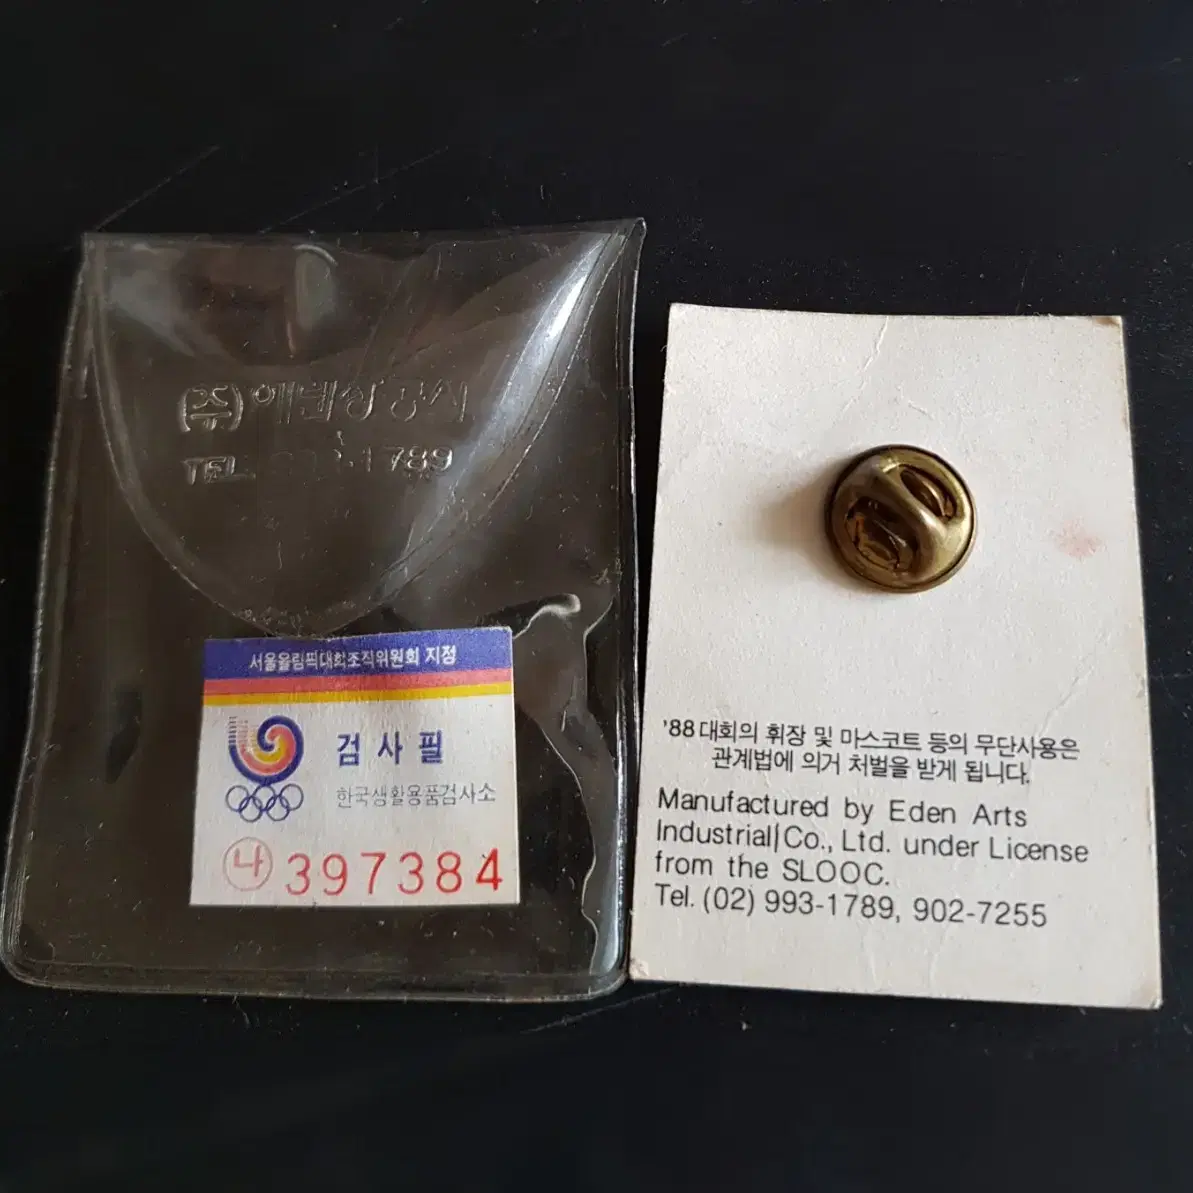 (주)에덴상공사
TEL 993-1789
서울올림픽대회조직위원회 지정
검사필
한국생활용품검사소
나 397384
'88대회의 휘장 및 마스코트 등의 무단사용은
관계법에 의거 처벌을 받게 됩니다.
Manufactured by Eden Arts
Industrial Co., Ltd. under License
from the SLOOC.
Tel. (02) 993-1789, 902-7255